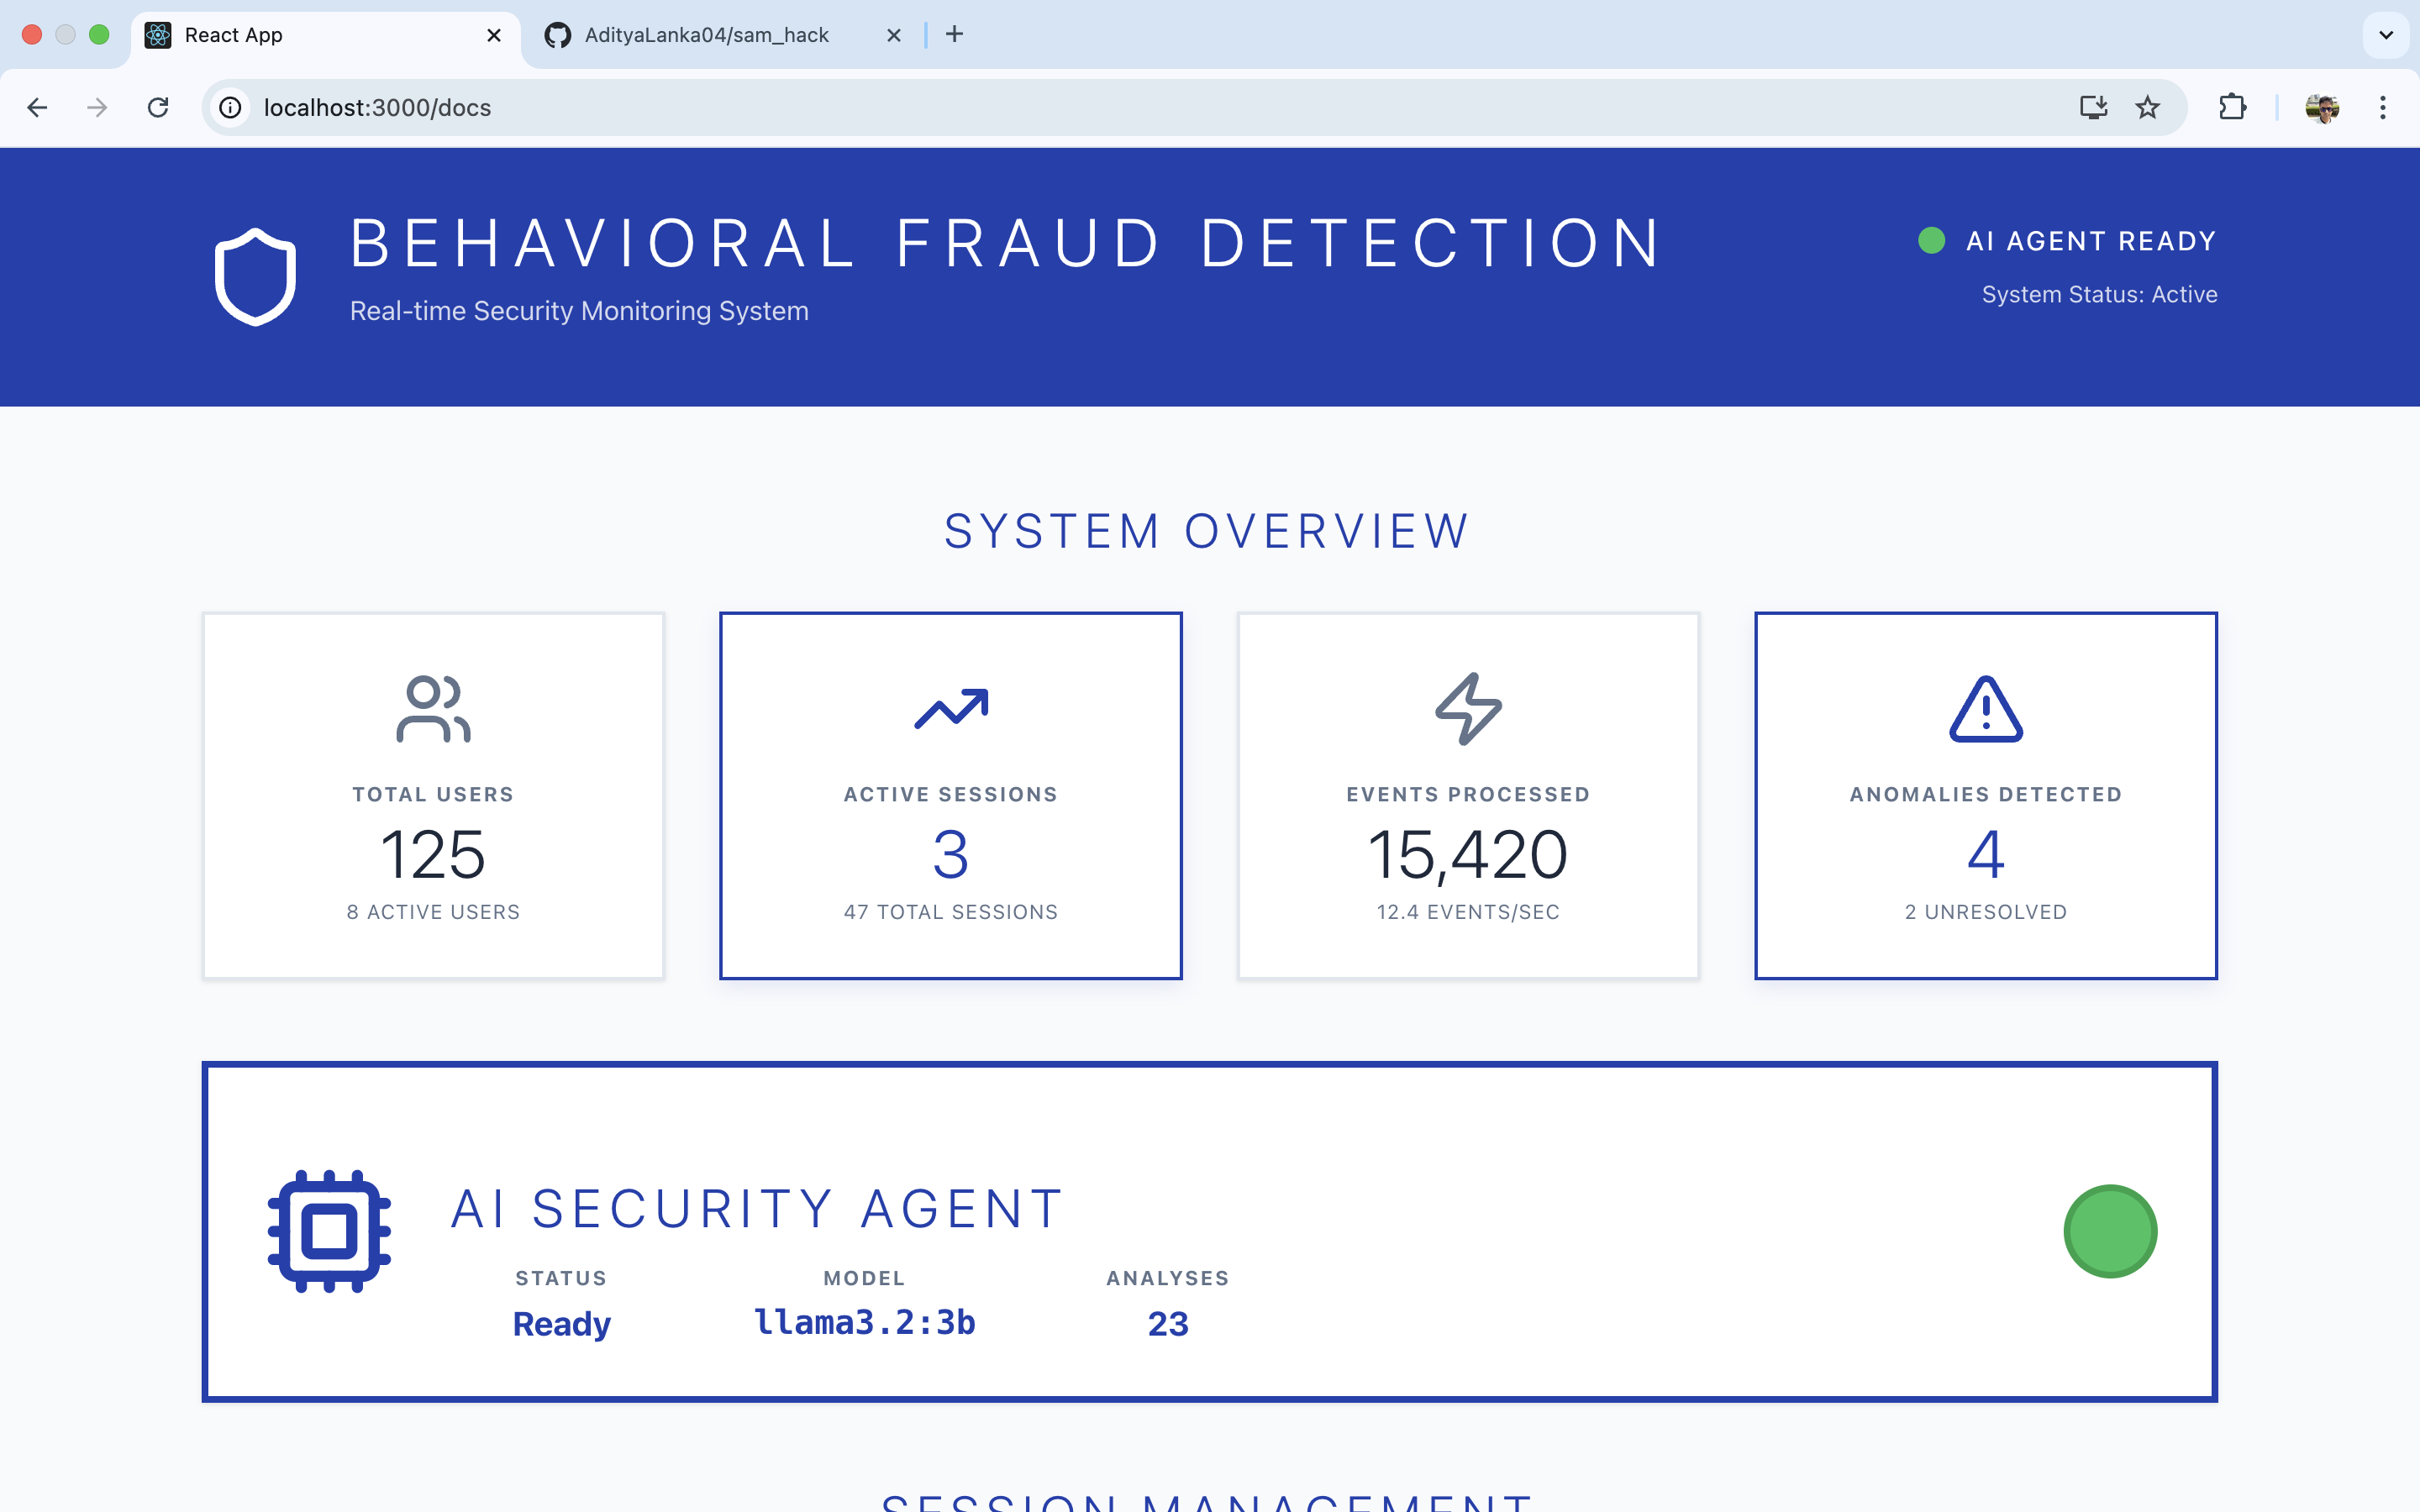 React App
AdityaLanka04/sam_hack
localhost:3000/docs
BEHAVIORAL FRAUD DETECTION
Real-time Security Monitoring System
AI AGENT READY
System Status: Active
SYSTEM OVERVIEW
TOTAL USERS
125
8 ACTIVE USERS
ACTIVE SESSIONS
3
47 TOTAL SESSIONS
EVENTS PROCESSED
15,420
12.4 EVENTS/SEC
ANOMALIES DETECTED
4
2 UNRESOLVED
AI SECURITY AGENT
STATUS
Ready
MODEL
llama3.2:3b
ANALYSES
23
SESSION MANAGEMENT